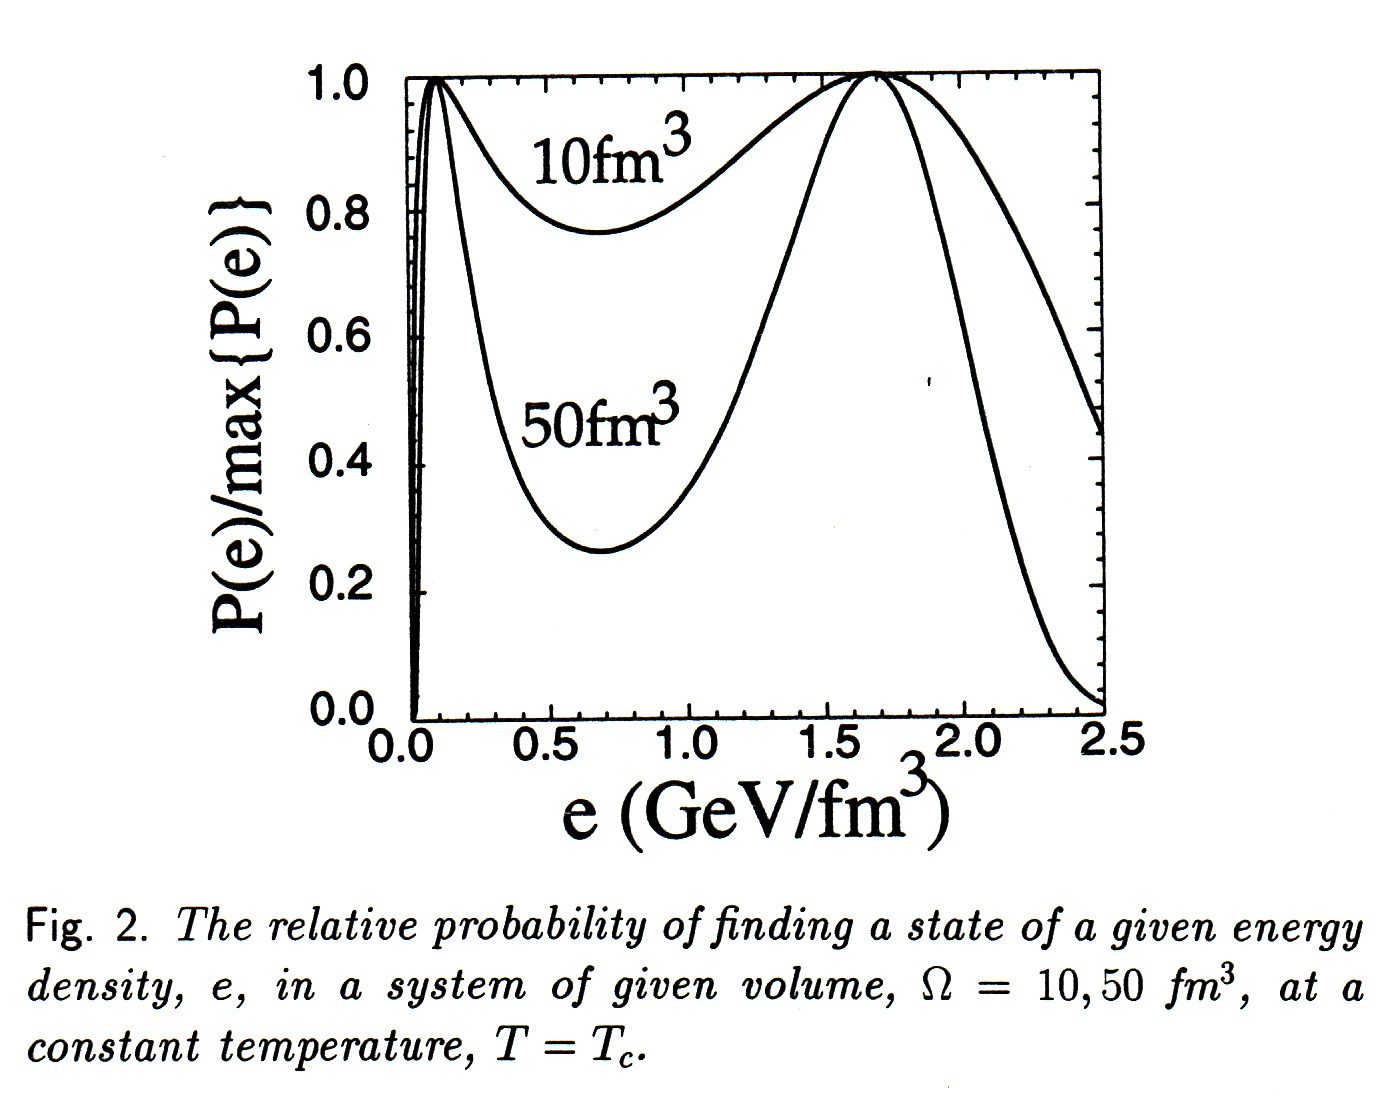 1.0
0.8
0.6
0.4
0.2
0.0
P(e)/max{P(e)}
10fm³
50fm³
0.0 0.5 1.0 1.5 2.0 2.5
e (GeV/fm³)
Fig. 2. The relative probability of finding a state of a given energy
density, e, in a system of given volume, Ω = 10, 50 fm³, at a
constant temperature, T = T_c.